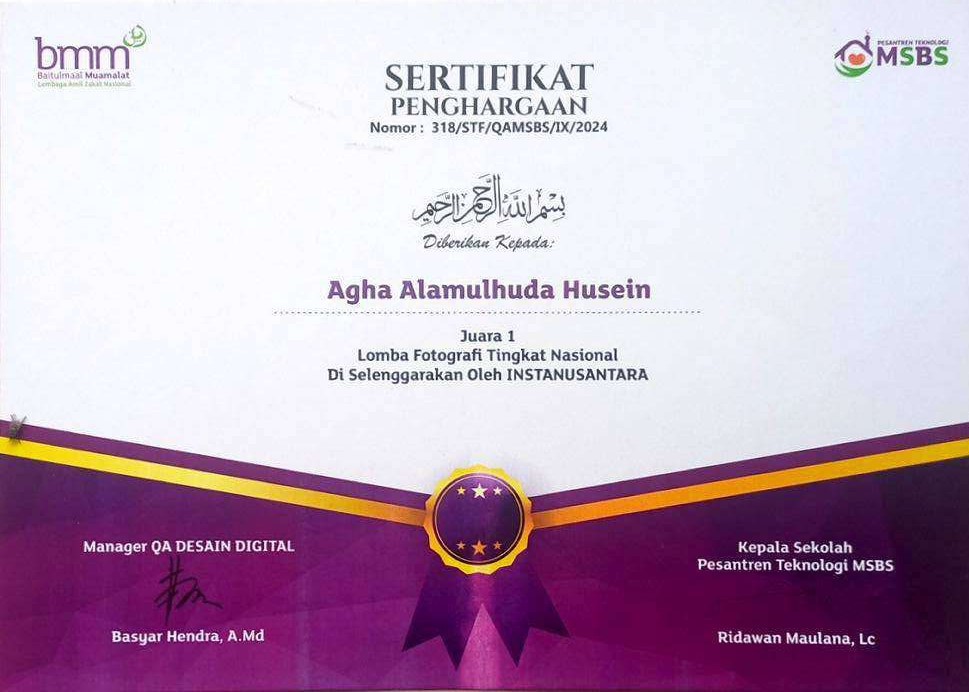 bmm
Baitulmaal Muamalat
Lembaga Amil Zakat Nasional
PESANTREN TEKNOLOGI
MSBS
SERTIFIKAT
PENGHARGAAN
Nomor : 318/STF/QAMSBS/IX/2024
بسم الله الرحمن الرحيم
Diberikan Kepada:
Agha Alamulhuda Husein
Juara 1
Lomba Fotografi Tingkat Nasional
Di Selenggarakan Oleh INSTANUSANTARA
Manager QA DESAIN DIGITAL
Basyar Hendra, A.Md
Kepala Sekolah
Pesantren Teknologi MSBS
Ridawan Maulana, Lc